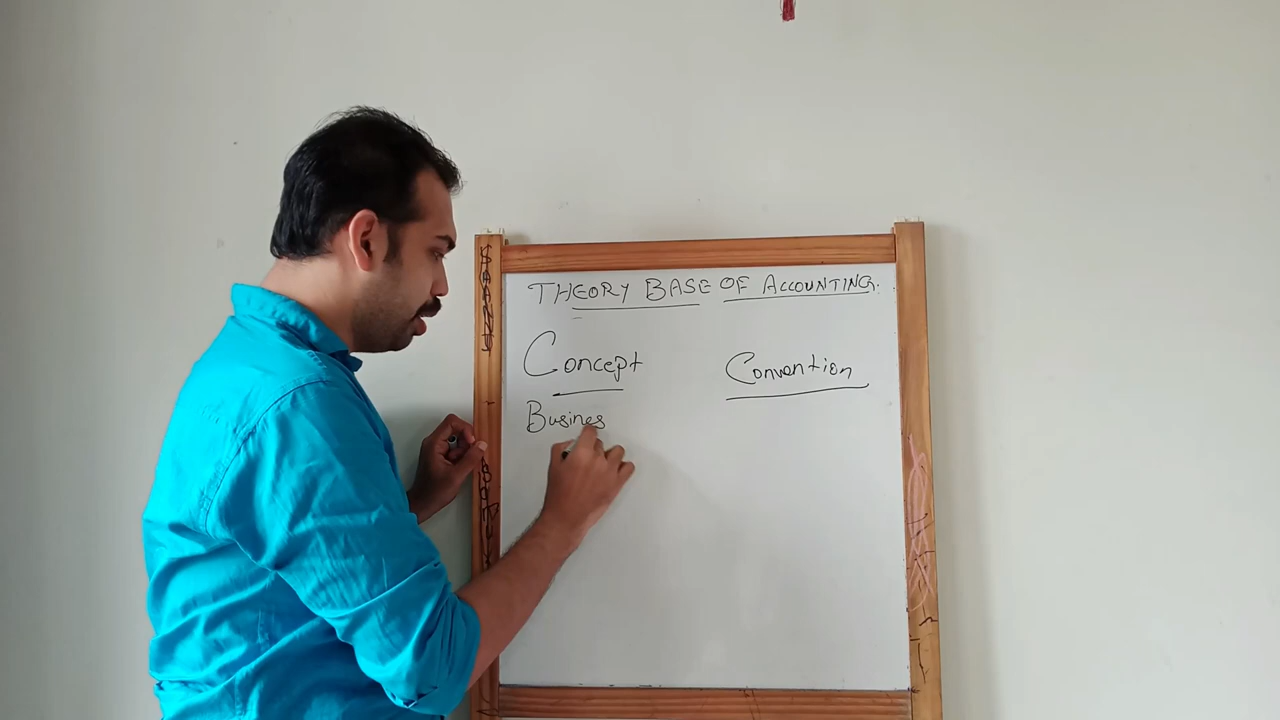 THEORY BASE OF ACCOUNTING.
Concept
Convention
Busines